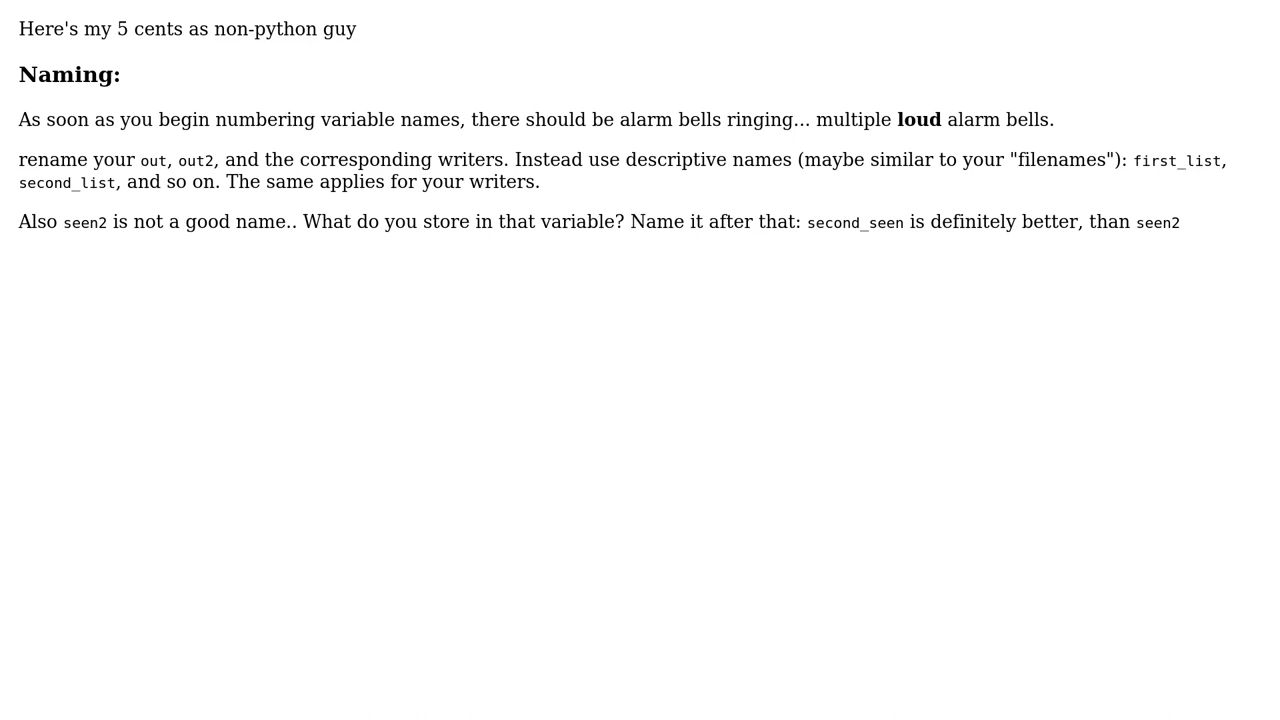 Here's my 5 cents as non-python guy
Naming:
As soon as you begin numbering variable names, there should be alarm bells ringing... multiple loud alarm bells.
rename your out, out2, and the corresponding writers. Instead use descriptive names (maybe similar to your "filenames"): first_list,
second_list, and so on. The same applies for your writers.
Also seen2 is not a good name.. What do you store in that variable? Name it after that: second_seen is definitely better, than seen2